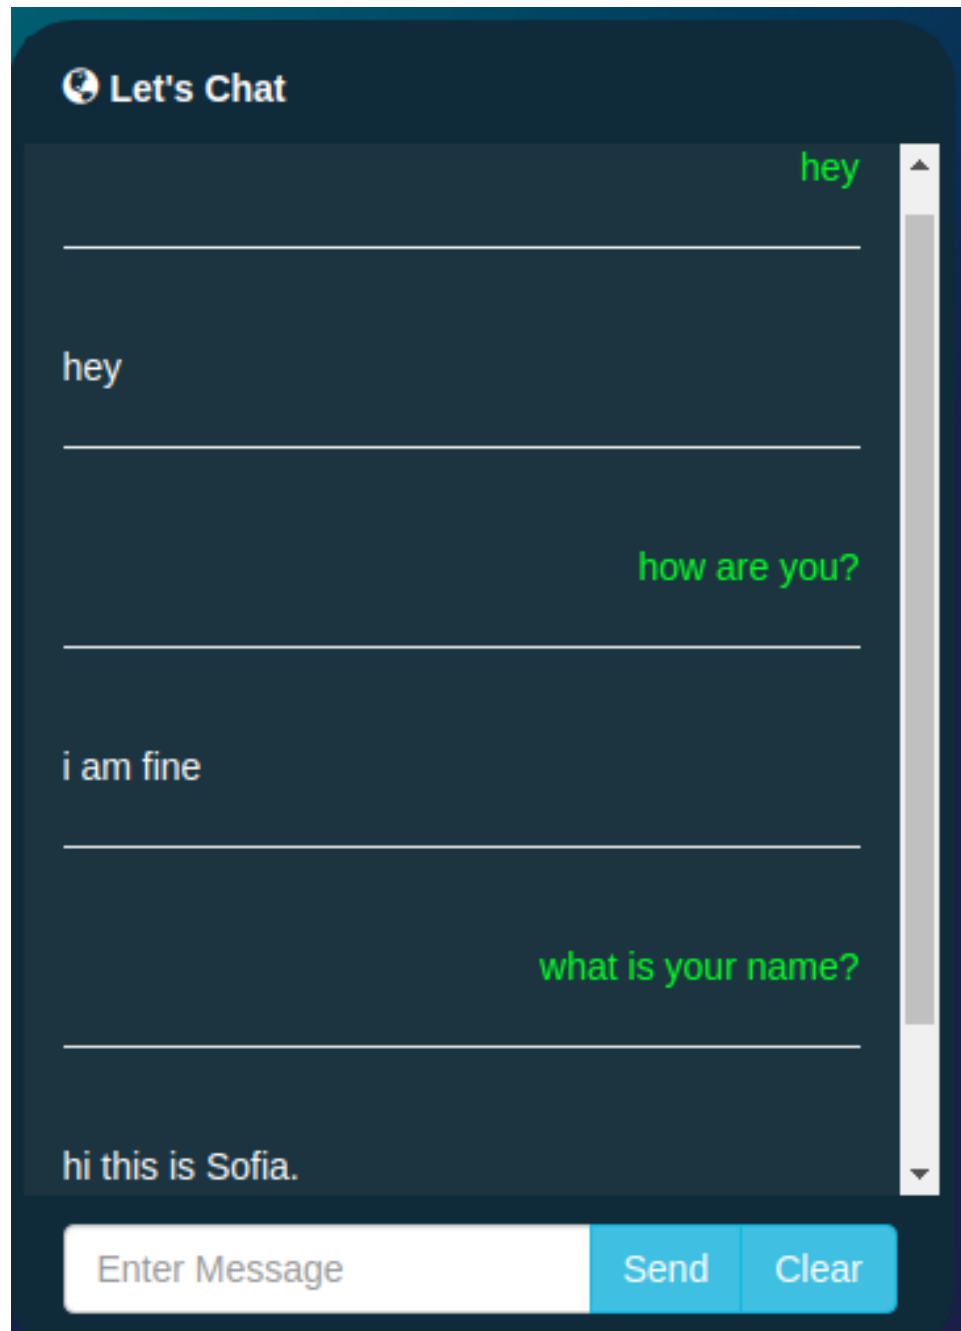 Let's Chat
hey
hey
how are you?
i am fine
what is your name?
hi this is Sofia.
Enter Message
Send
Clear